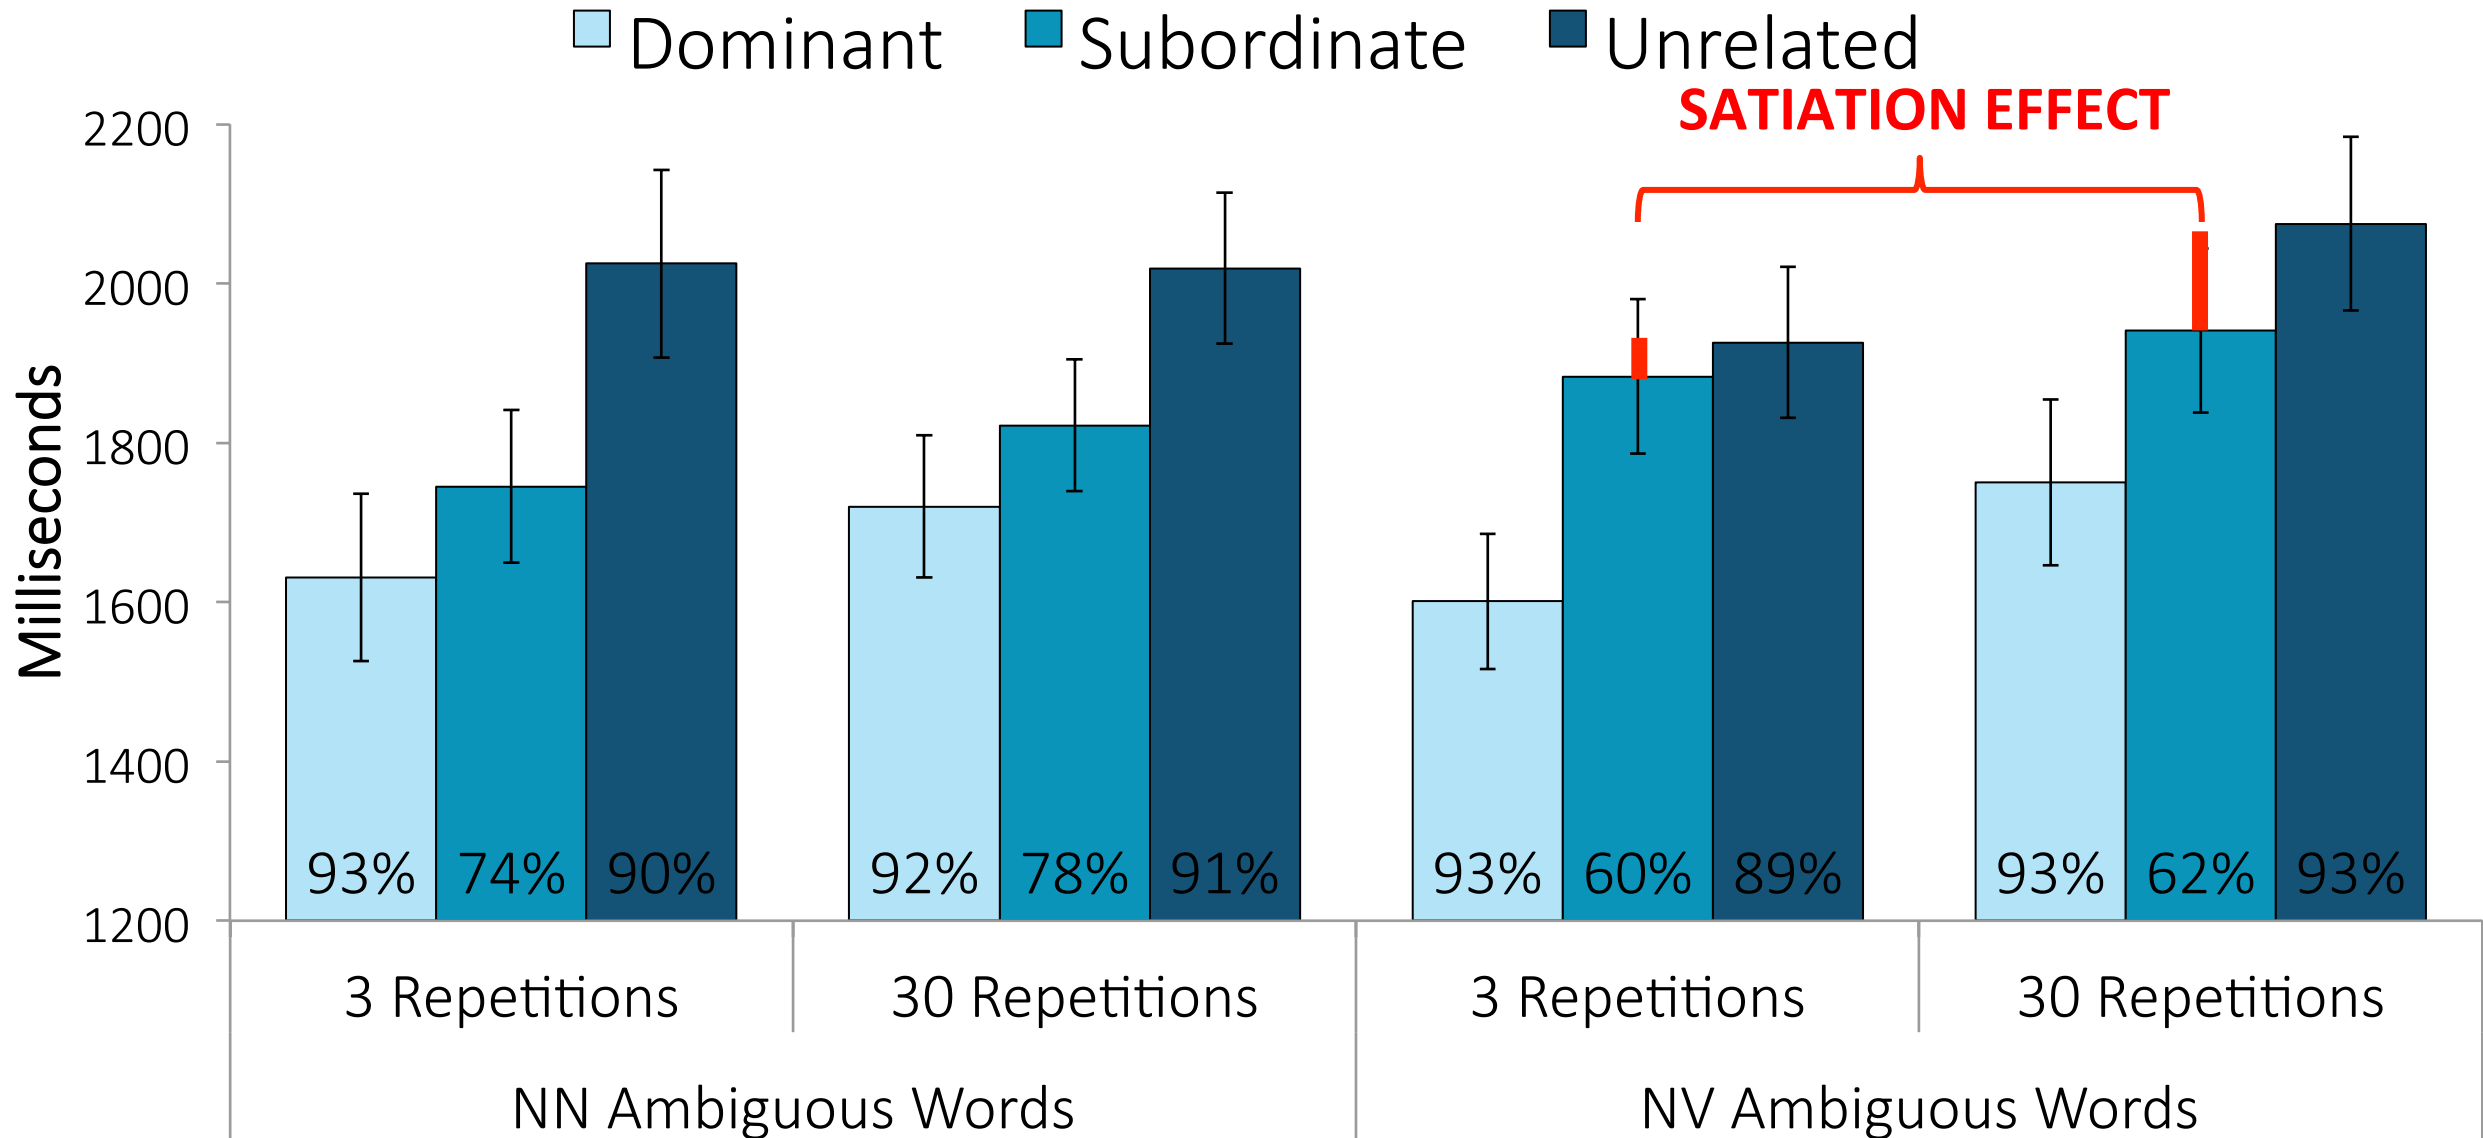 Dominant Subordinate Unrelated
SATIATION EFFECT
Milliseconds
2200
2000
1800
1600
1400
1200
93% 74% 90% 92% 78% 91% 93% 60% 89% 93% 62% 93%
3 Repetitions 30 Repetitions 3 Repetitions 30 Repetitions
NN Ambiguous Words NV Ambiguous Words